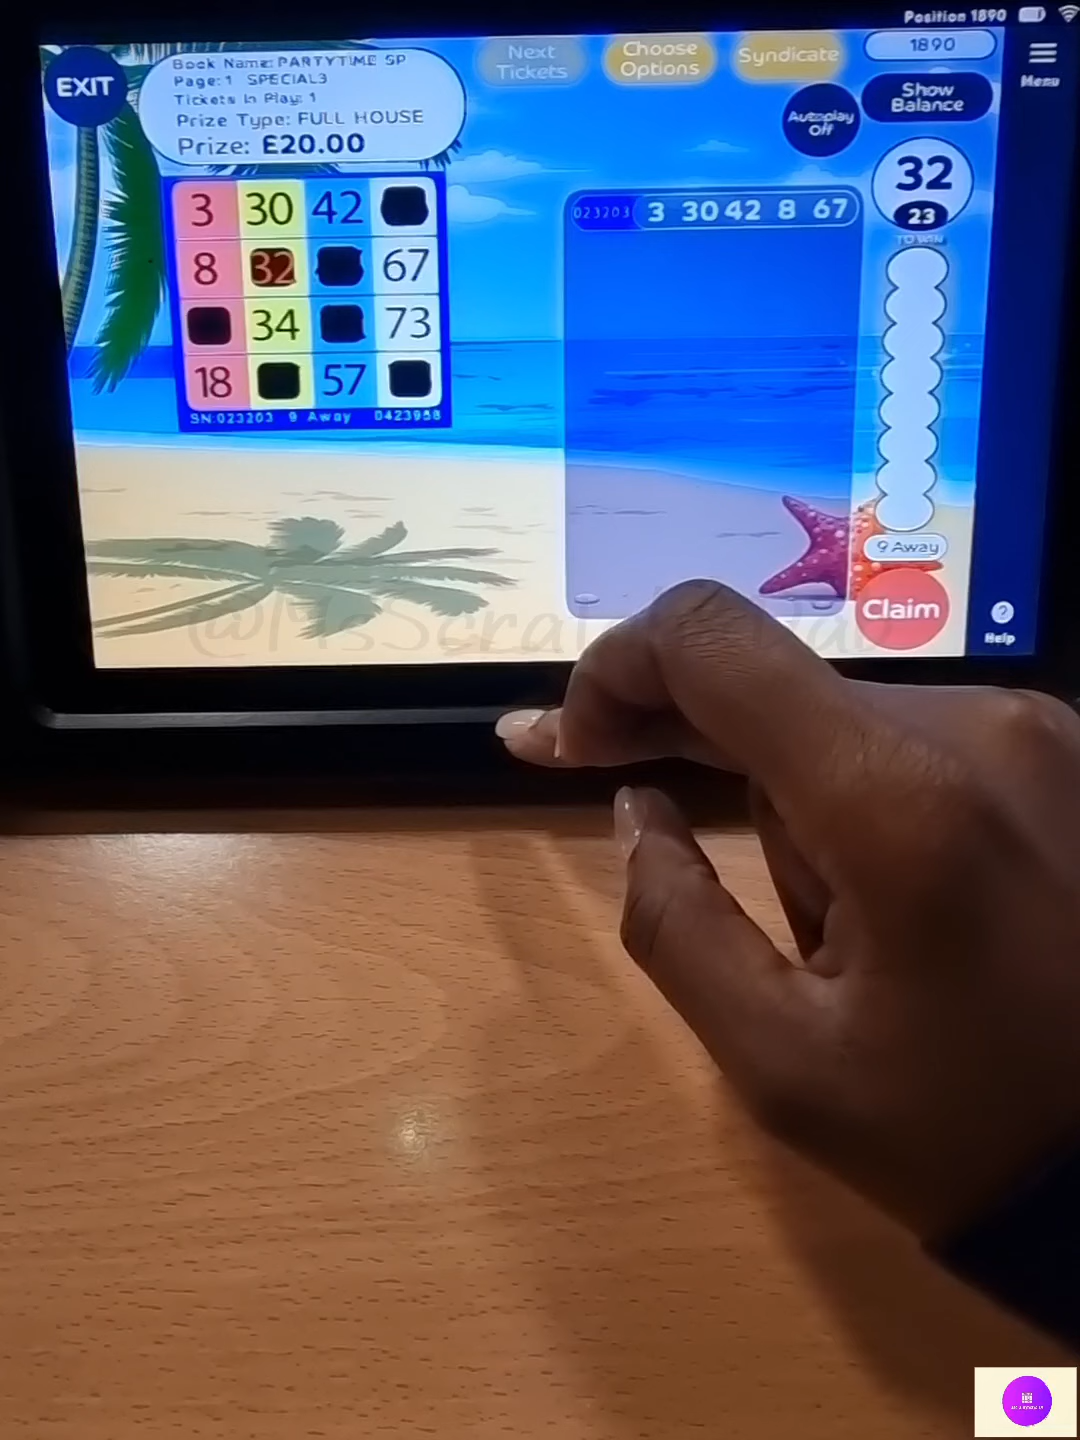 Position 1890
EXIT
Book Name: PARTYTIME SP
Page: 1 SPECIAL3
Tickets In Play: 1
Prize Type: FULL HOUSE
Prize: £20.00
Next
Tickets
Choose
Options
Syndicate
1890
Menu
Show
Balance
Autoplay
Off
32
23
TO WIN
3 30 42
8 32 67
34 73
18 57
SN:023203 9 Away 0423958
023203 3 30 42 8 67
9 Away
Claim
?
Help